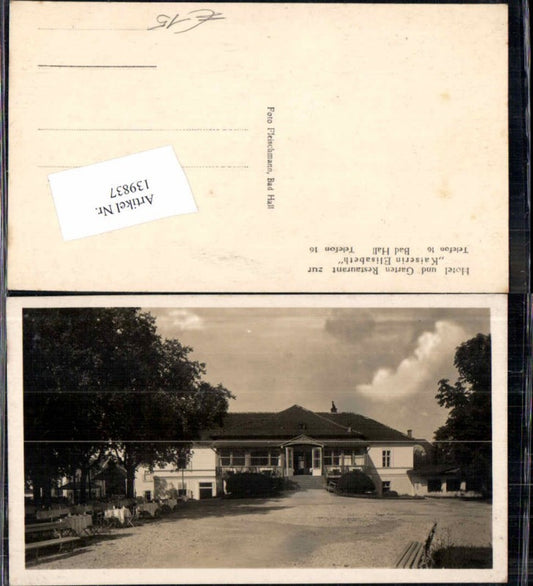 € 15
Artikel Nr.
139837
Foto Fleischmann, Bad Hall
Hotel und Garten Restaurant zur
„Kaiserin Elisabeth"
Telefon 16 Bad Hall Telefon 16